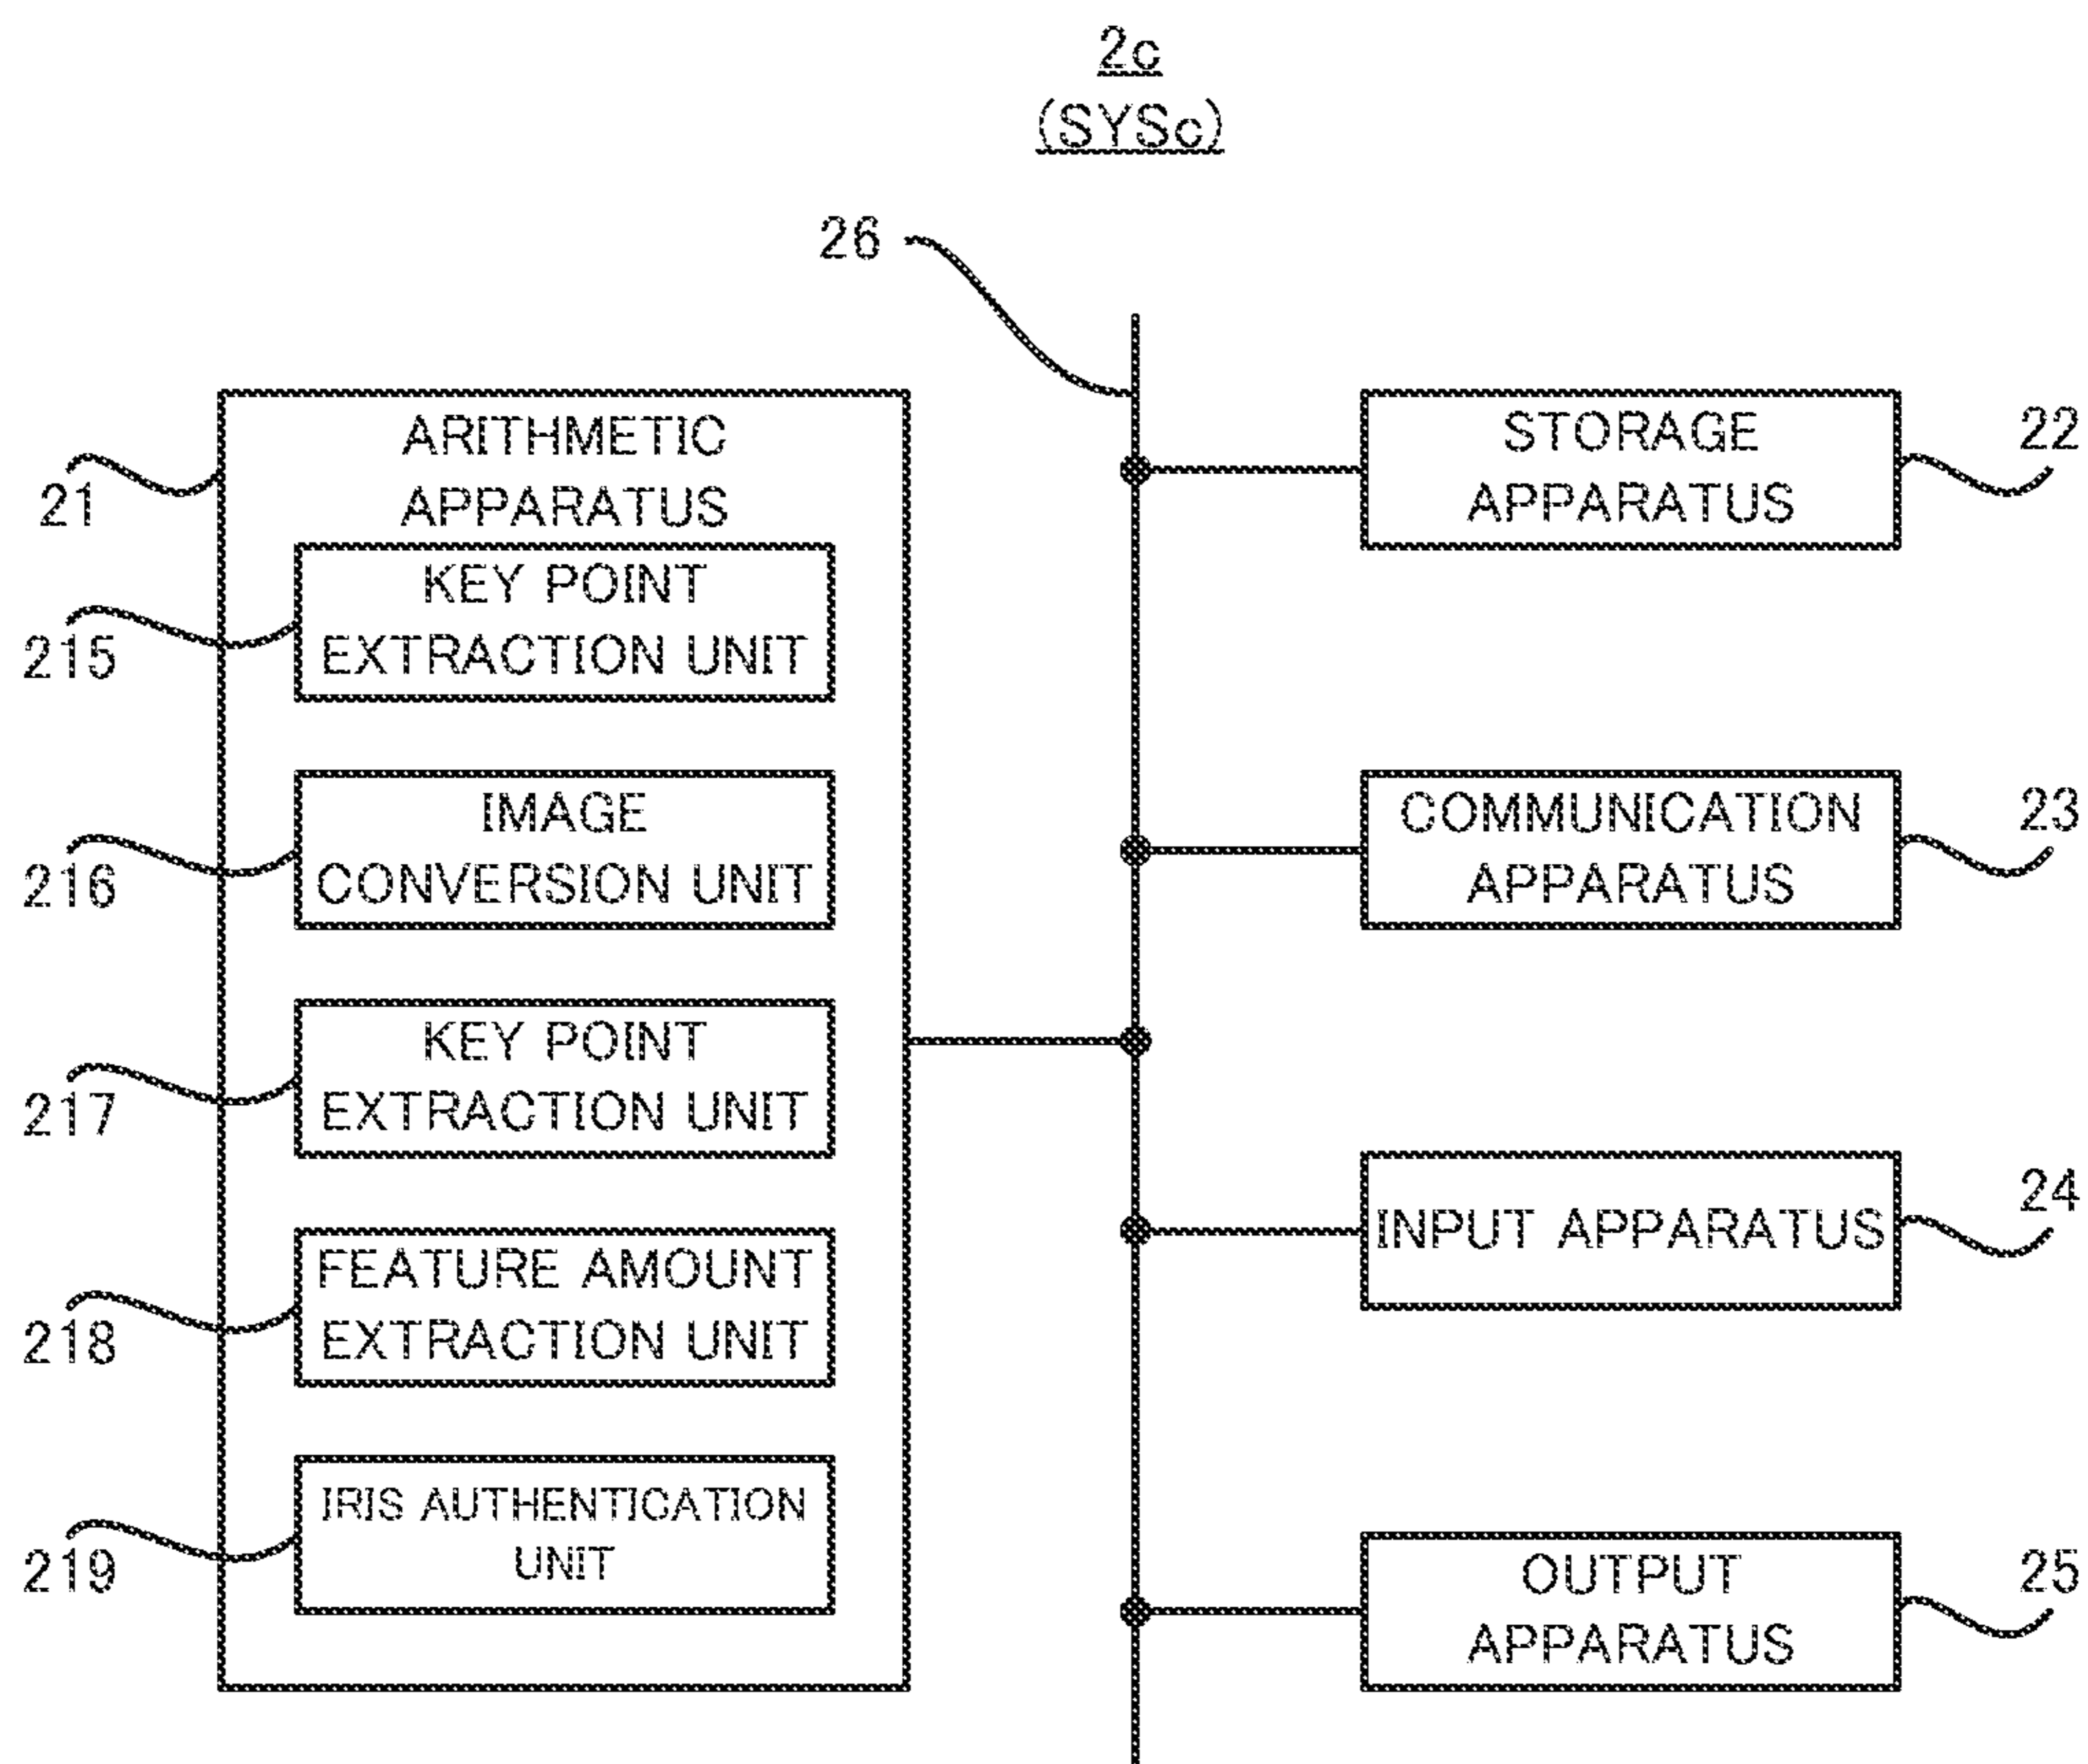 2c
(SYSc)
26
21
ARITHMETIC
APPARATUS
215
KEY POINT
EXTRACTION UNIT
216
IMAGE
CONVERSION UNIT
217
KEY POINT
EXTRACTION UNIT
218
FEATURE AMOUNT
EXTRACTION UNIT
219
IRIS AUTHENTICATION
UNIT
STORAGE
APPARATUS
22
COMMUNICATION
APPARATUS
23
INPUT APPARATUS
24
OUTPUT
APPARATUS
25